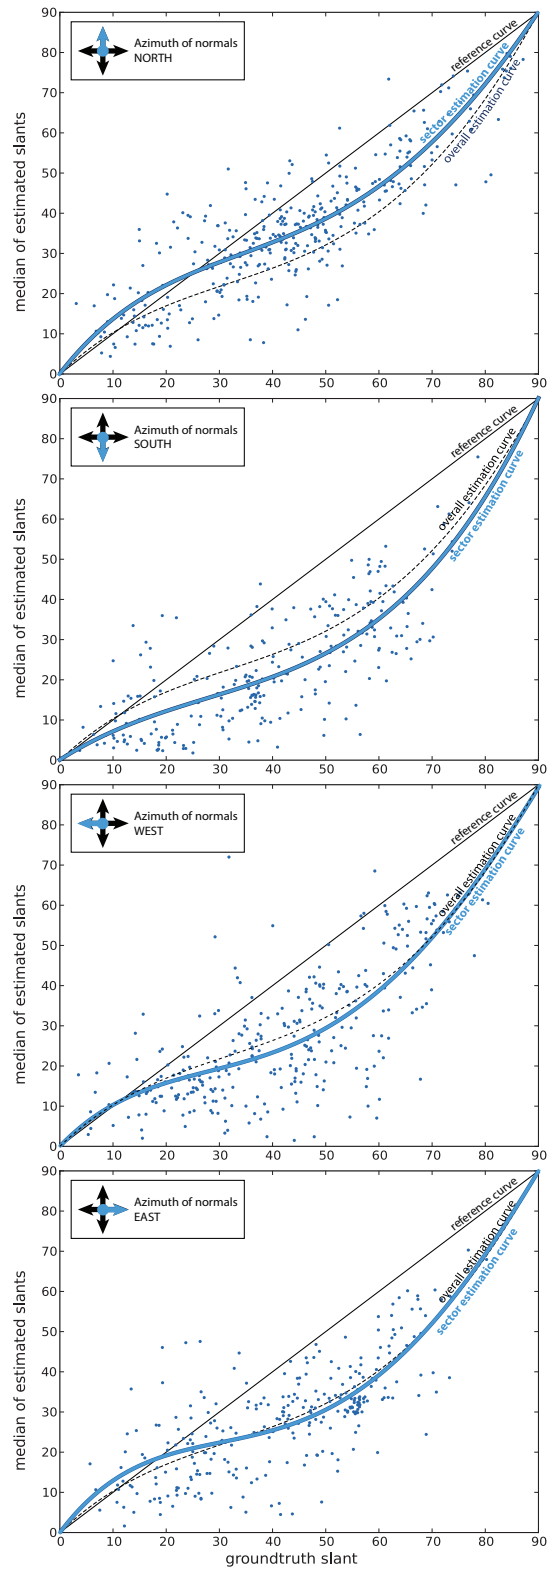 90
80
70
60
50
40
30
20
10
0
median of estimated slants
Azimuth of normals
NORTH
reference curve
sector estimation curve
overall estimation curve
0 10 20 30 40 50 60 70 80 90
90
80
70
60
50
40
30
20
10
0
median of estimated slants
Azimuth of normals
SOUTH
reference curve
overall estimation curve
sector estimation curve
0 10 20 30 40 50 60 70 80 90
90
80
70
60
50
40
30
20
10
0
median of estimated slants
Azimuth of normals
WEST
reference curve
overall estimation curve
sector estimation curve
0 10 20 30 40 50 60 70 80 90
90
80
70
60
50
40
30
20
10
0
median of estimated slants
Azimuth of normals
EAST
reference curve
overall estimation curve
sector estimation curve
0 10 20 30 40 50 60 70 80 90
groundtruth slant